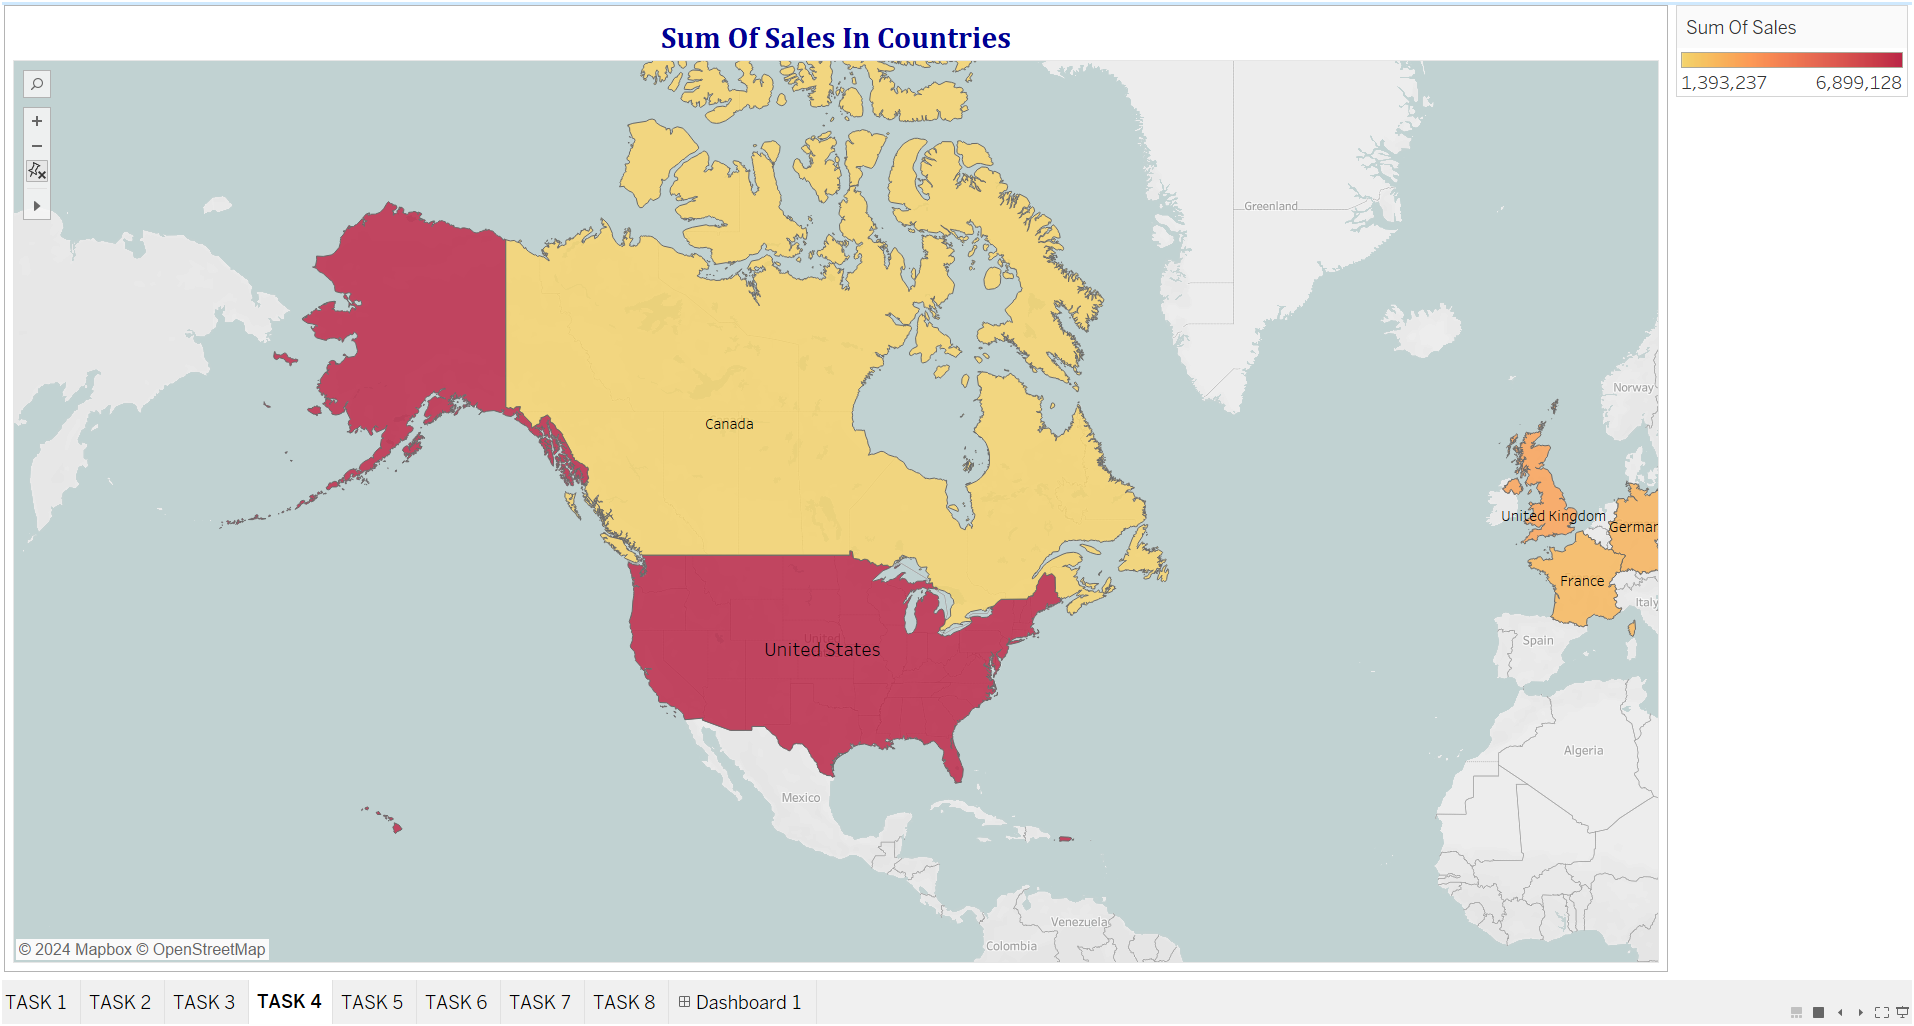 Sum Of Sales In Countries
Sum Of Sales
1,393,237 6,899,128
Greenland
Norway
Canada
United Kingdom
German
France
Italy
Spain
United
United States
Algeria
Mexico
Venezuela
Colombia
© 2024 Mapbox © OpenStreetMap
TASK 1 TASK 2 TASK 3 TASK 4 TASK 5 TASK 6 TASK 7 TASK 8 Dashboard 1